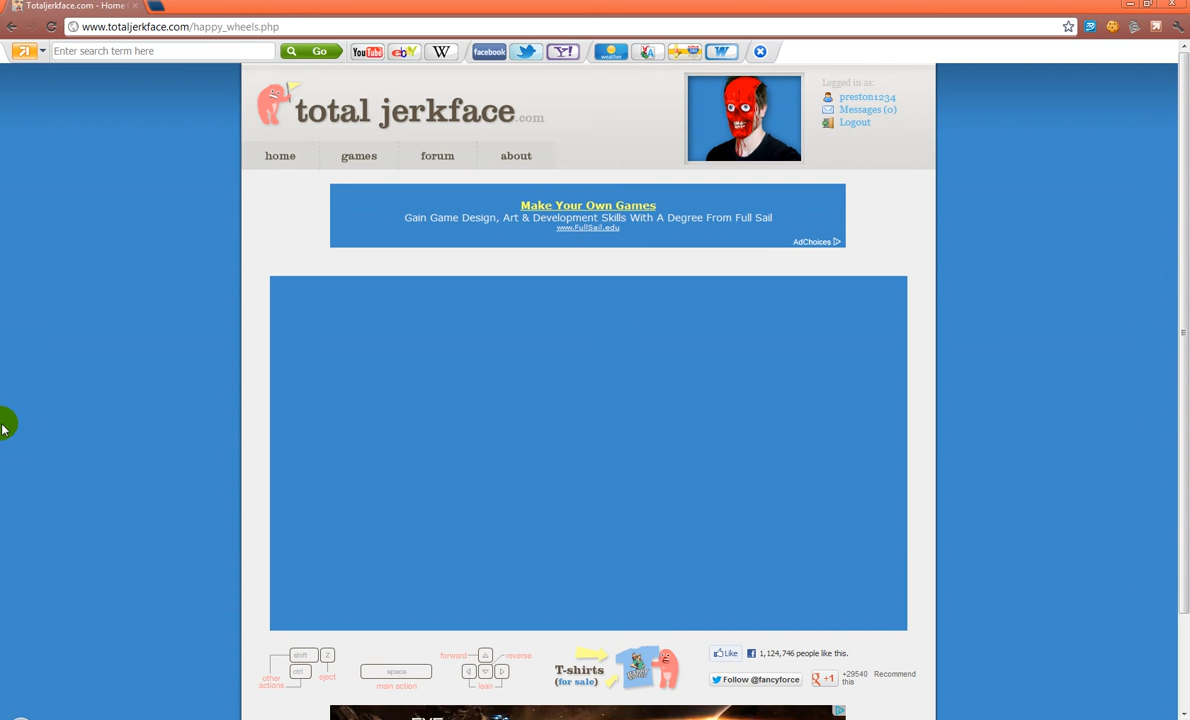 Totaljerkface.com - Home
www.totaljerkface.com/happy_wheels.php
Enter search term here
Go
YouTube
ebY
W
facebook
Y!
weather
W
total jerkface.com
Logged in as:
preston1234
Messages (0)
Logout
home
games
forum
about
Make Your Own Games
Gain Game Design, Art & Development Skills With A Degree From Full Sail
www.FullSail.edu
AdChoices
shift
Z
ctrl
eject
other
actions
space
main action
forward
reverse
lean
T-shirts
(for sale)
Like
1,124,746 people like this.
Follow @fancyforce
+1
+29540
Recommend
this